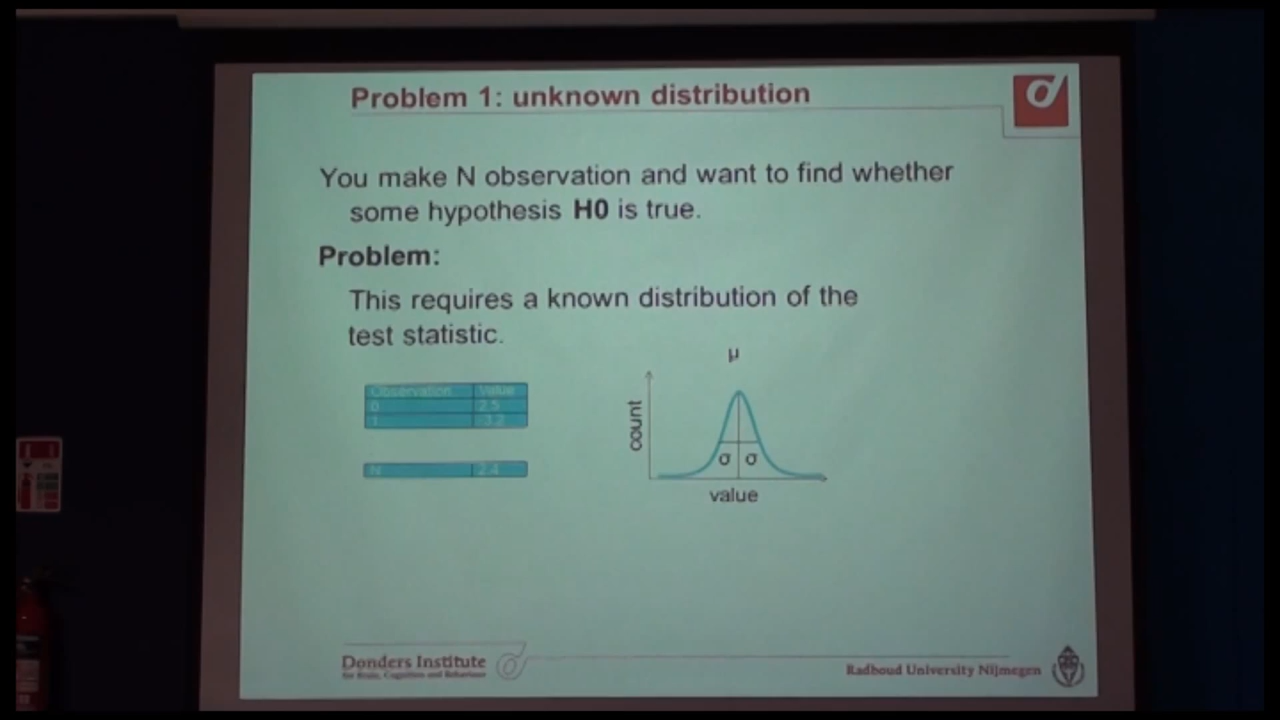 Problem 1: unknown distribution
You make N observation and want to find whether
some hypothesis H0 is true.
Problem:
This requires a known distribution of the
test statistic.
Observation Value
0 2.5
1
N 2.4
μ
count
σ σ
value
Donders Institute
for Brain, Cognition and Behaviour
Radboud University Nijmegen